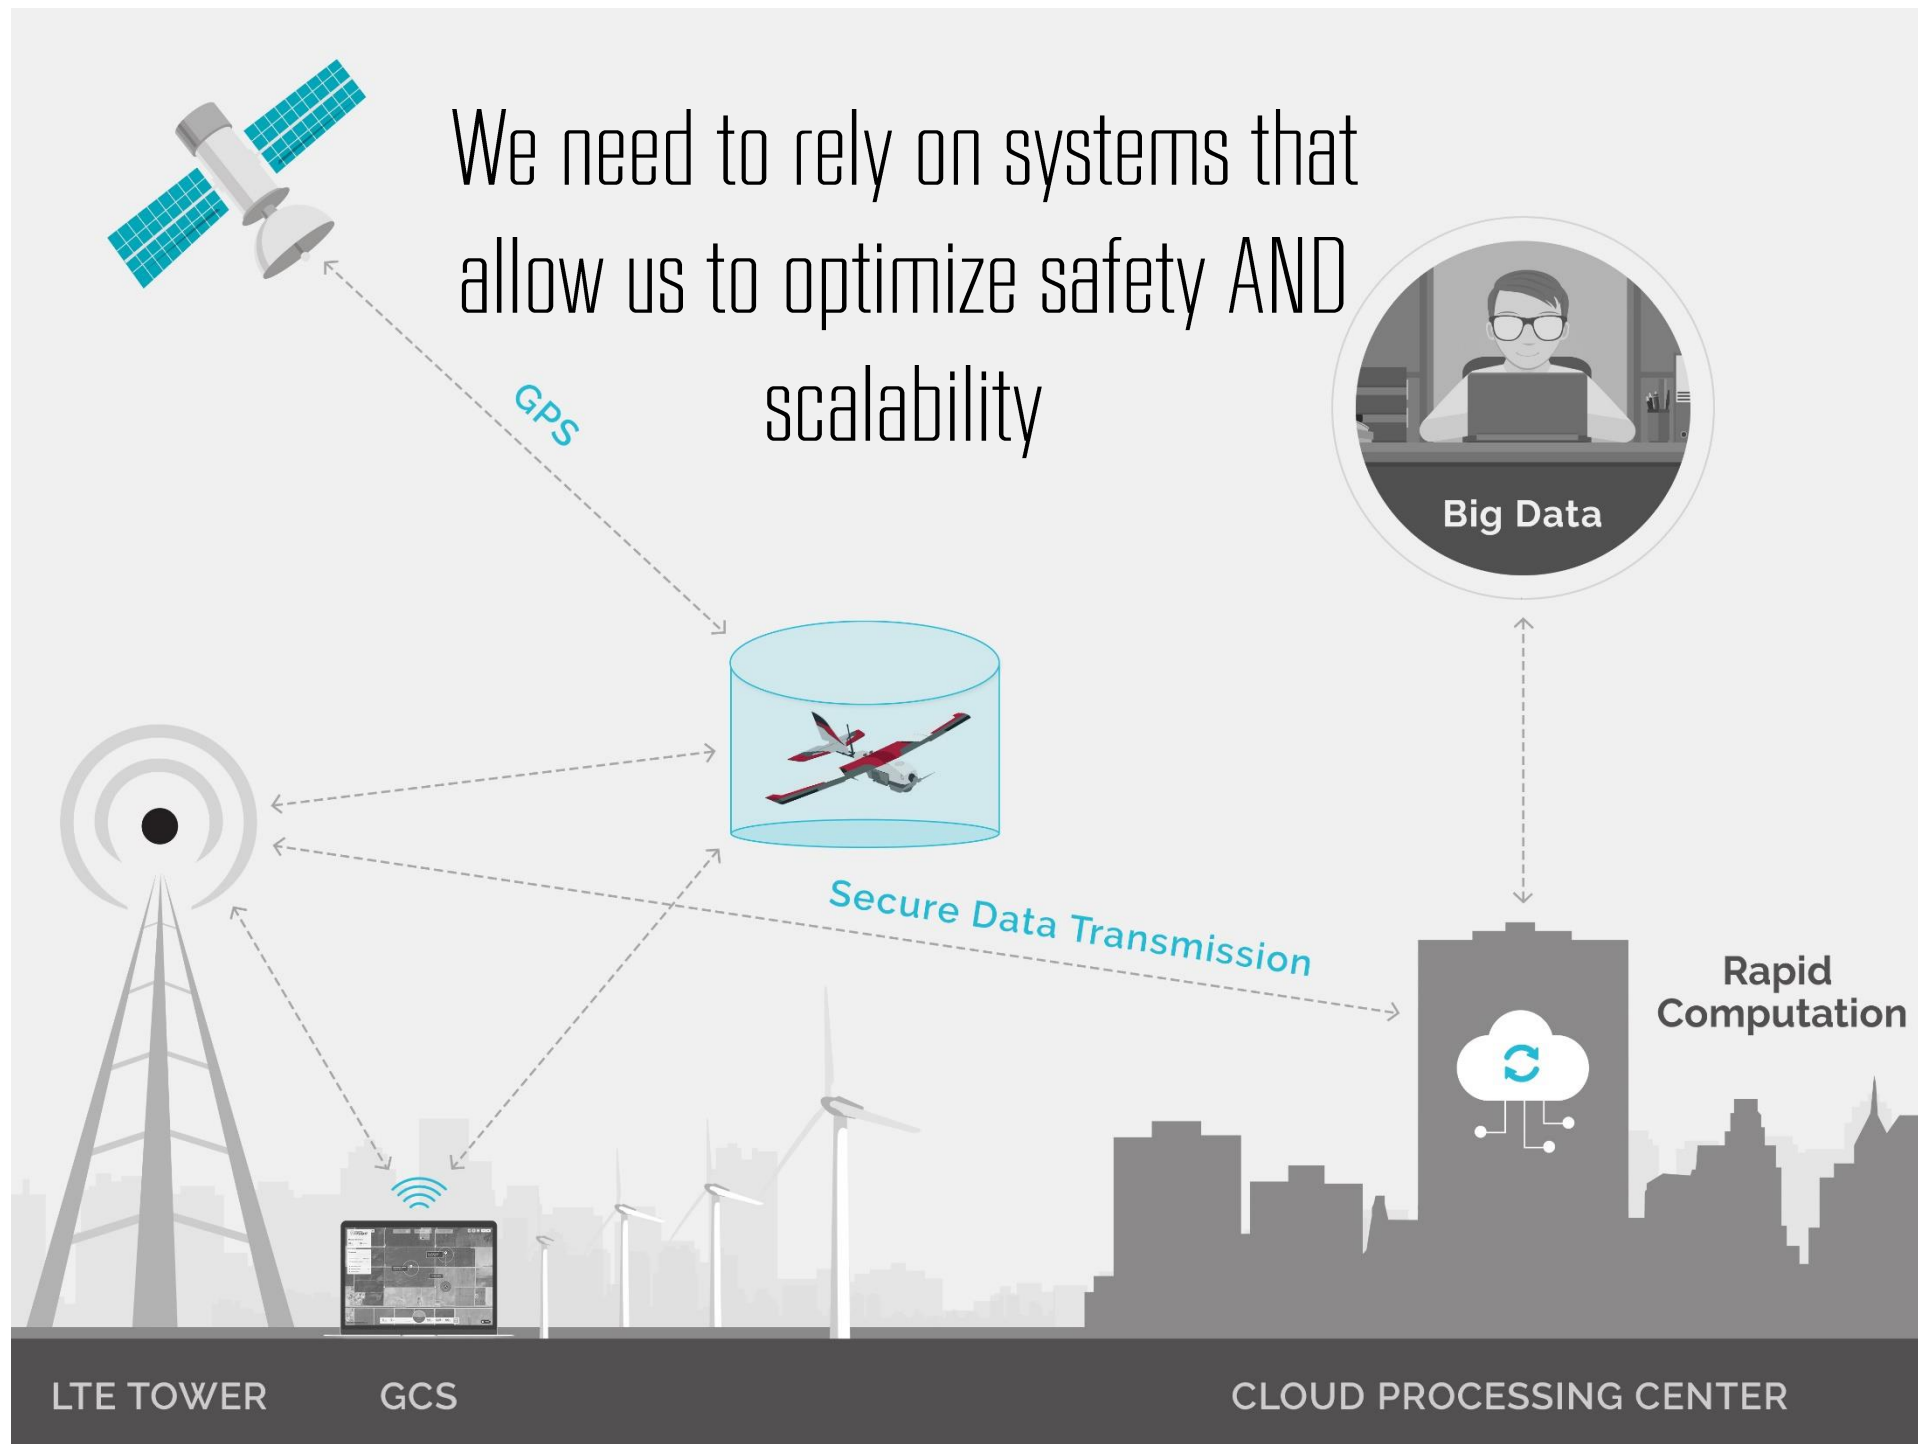 We need to rely on systems that
allow us to optimize safety AND
scalability
GPS
Big Data
Secure Data Transmission
Rapid
Computation
LTE TOWER
GCS
CLOUD PROCESSING CENTER